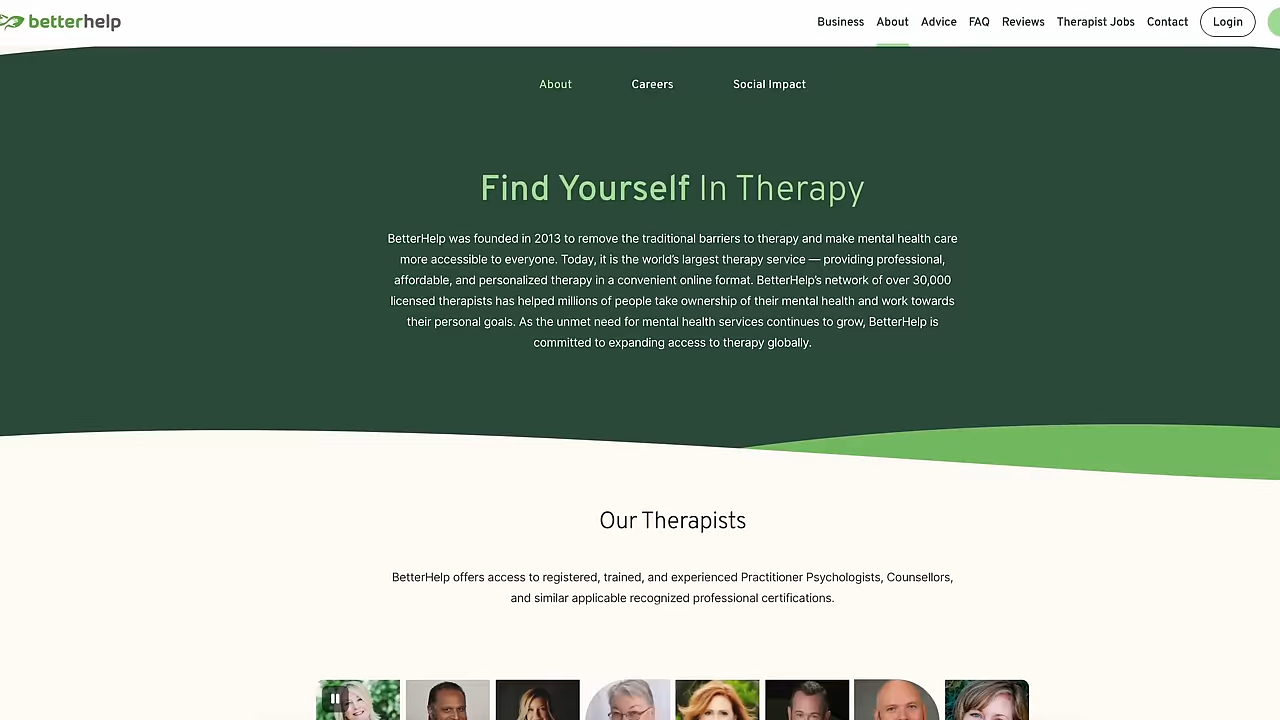 betterhelp
Business About Advice FAQ Reviews Therapist Jobs Contact Login
About Careers Social Impact
Find Yourself In Therapy
BetterHelp was founded in 2013 to remove the traditional barriers to therapy and make mental health care
more accessible to everyone. Today, it is the world's largest therapy service — providing professional,
affordable, and personalized therapy in a convenient online format. BetterHelp's network of over 30,000
licensed therapists has helped millions of people take ownership of their mental health and work towards
their personal goals. As the unmet need for mental health services continues to grow, BetterHelp is
committed to expanding access to therapy globally.
Our Therapists
BetterHelp offers access to registered, trained, and experienced Practitioner Psychologists, Counsellors,
and similar applicable recognized professional certifications.